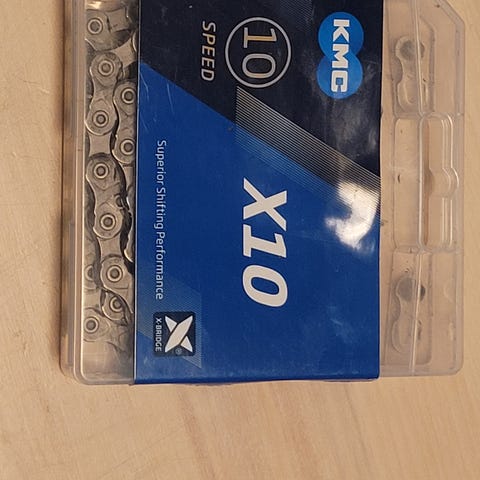 KMC
10
SPEED
X10
Superior Shifting Performance
X
®
X-BRIDGE